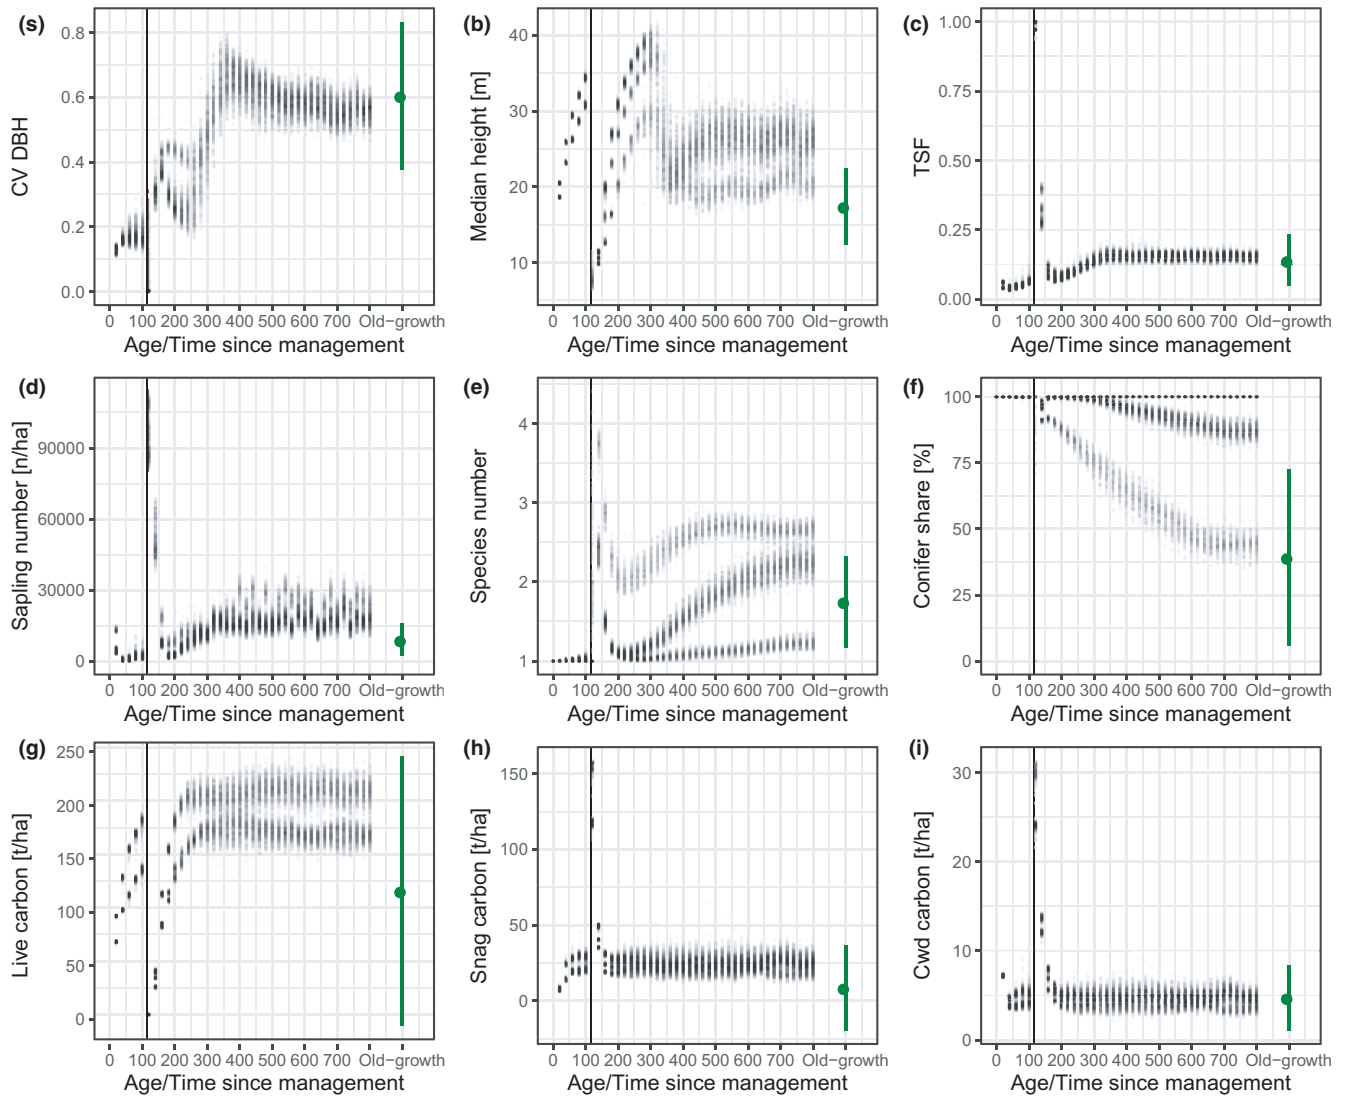 (s)
CV DBH
0.8
0.6
0.4
0.2
0.0
0 100 200 300 400 500 600 700 Old−growth
Age/Time since management
(b)
Median height [m]
40
30
20
10
0 100 200 300 400 500 600 700 Old−growth
Age/Time since management
(c)
TSF
1.00
0.75
0.50
0.25
0.00
0 100 200 300 400 500 600 700 Old−growth
Age/Time since management
(d)
Sapling number [n/ha]
90000
60000
30000
0
0 100 200 300 400 500 600 700 Old−growth
Age/Time since management
(e)
Species number
4
3
2
1
0 100 200 300 400 500 600 700 Old−growth
Age/Time since management
(f)
Conifer share [%]
100
75
50
25
0
0 100 200 300 400 500 600 700 Old−growth
Age/Time since management
(g)
Live carbon [t/ha]
250
200
150
100
50
0
0 100 200 300 400 500 600 700 Old−growth
Age/Time since management
(h)
Snag carbon [t/ha]
150
100
50
0
0 100 200 300 400 500 600 700 Old−growth
Age/Time since management
(i)
Cwd carbon [t/ha]
30
20
10
0
0 100 200 300 400 500 600 700 Old−growth
Age/Time since management